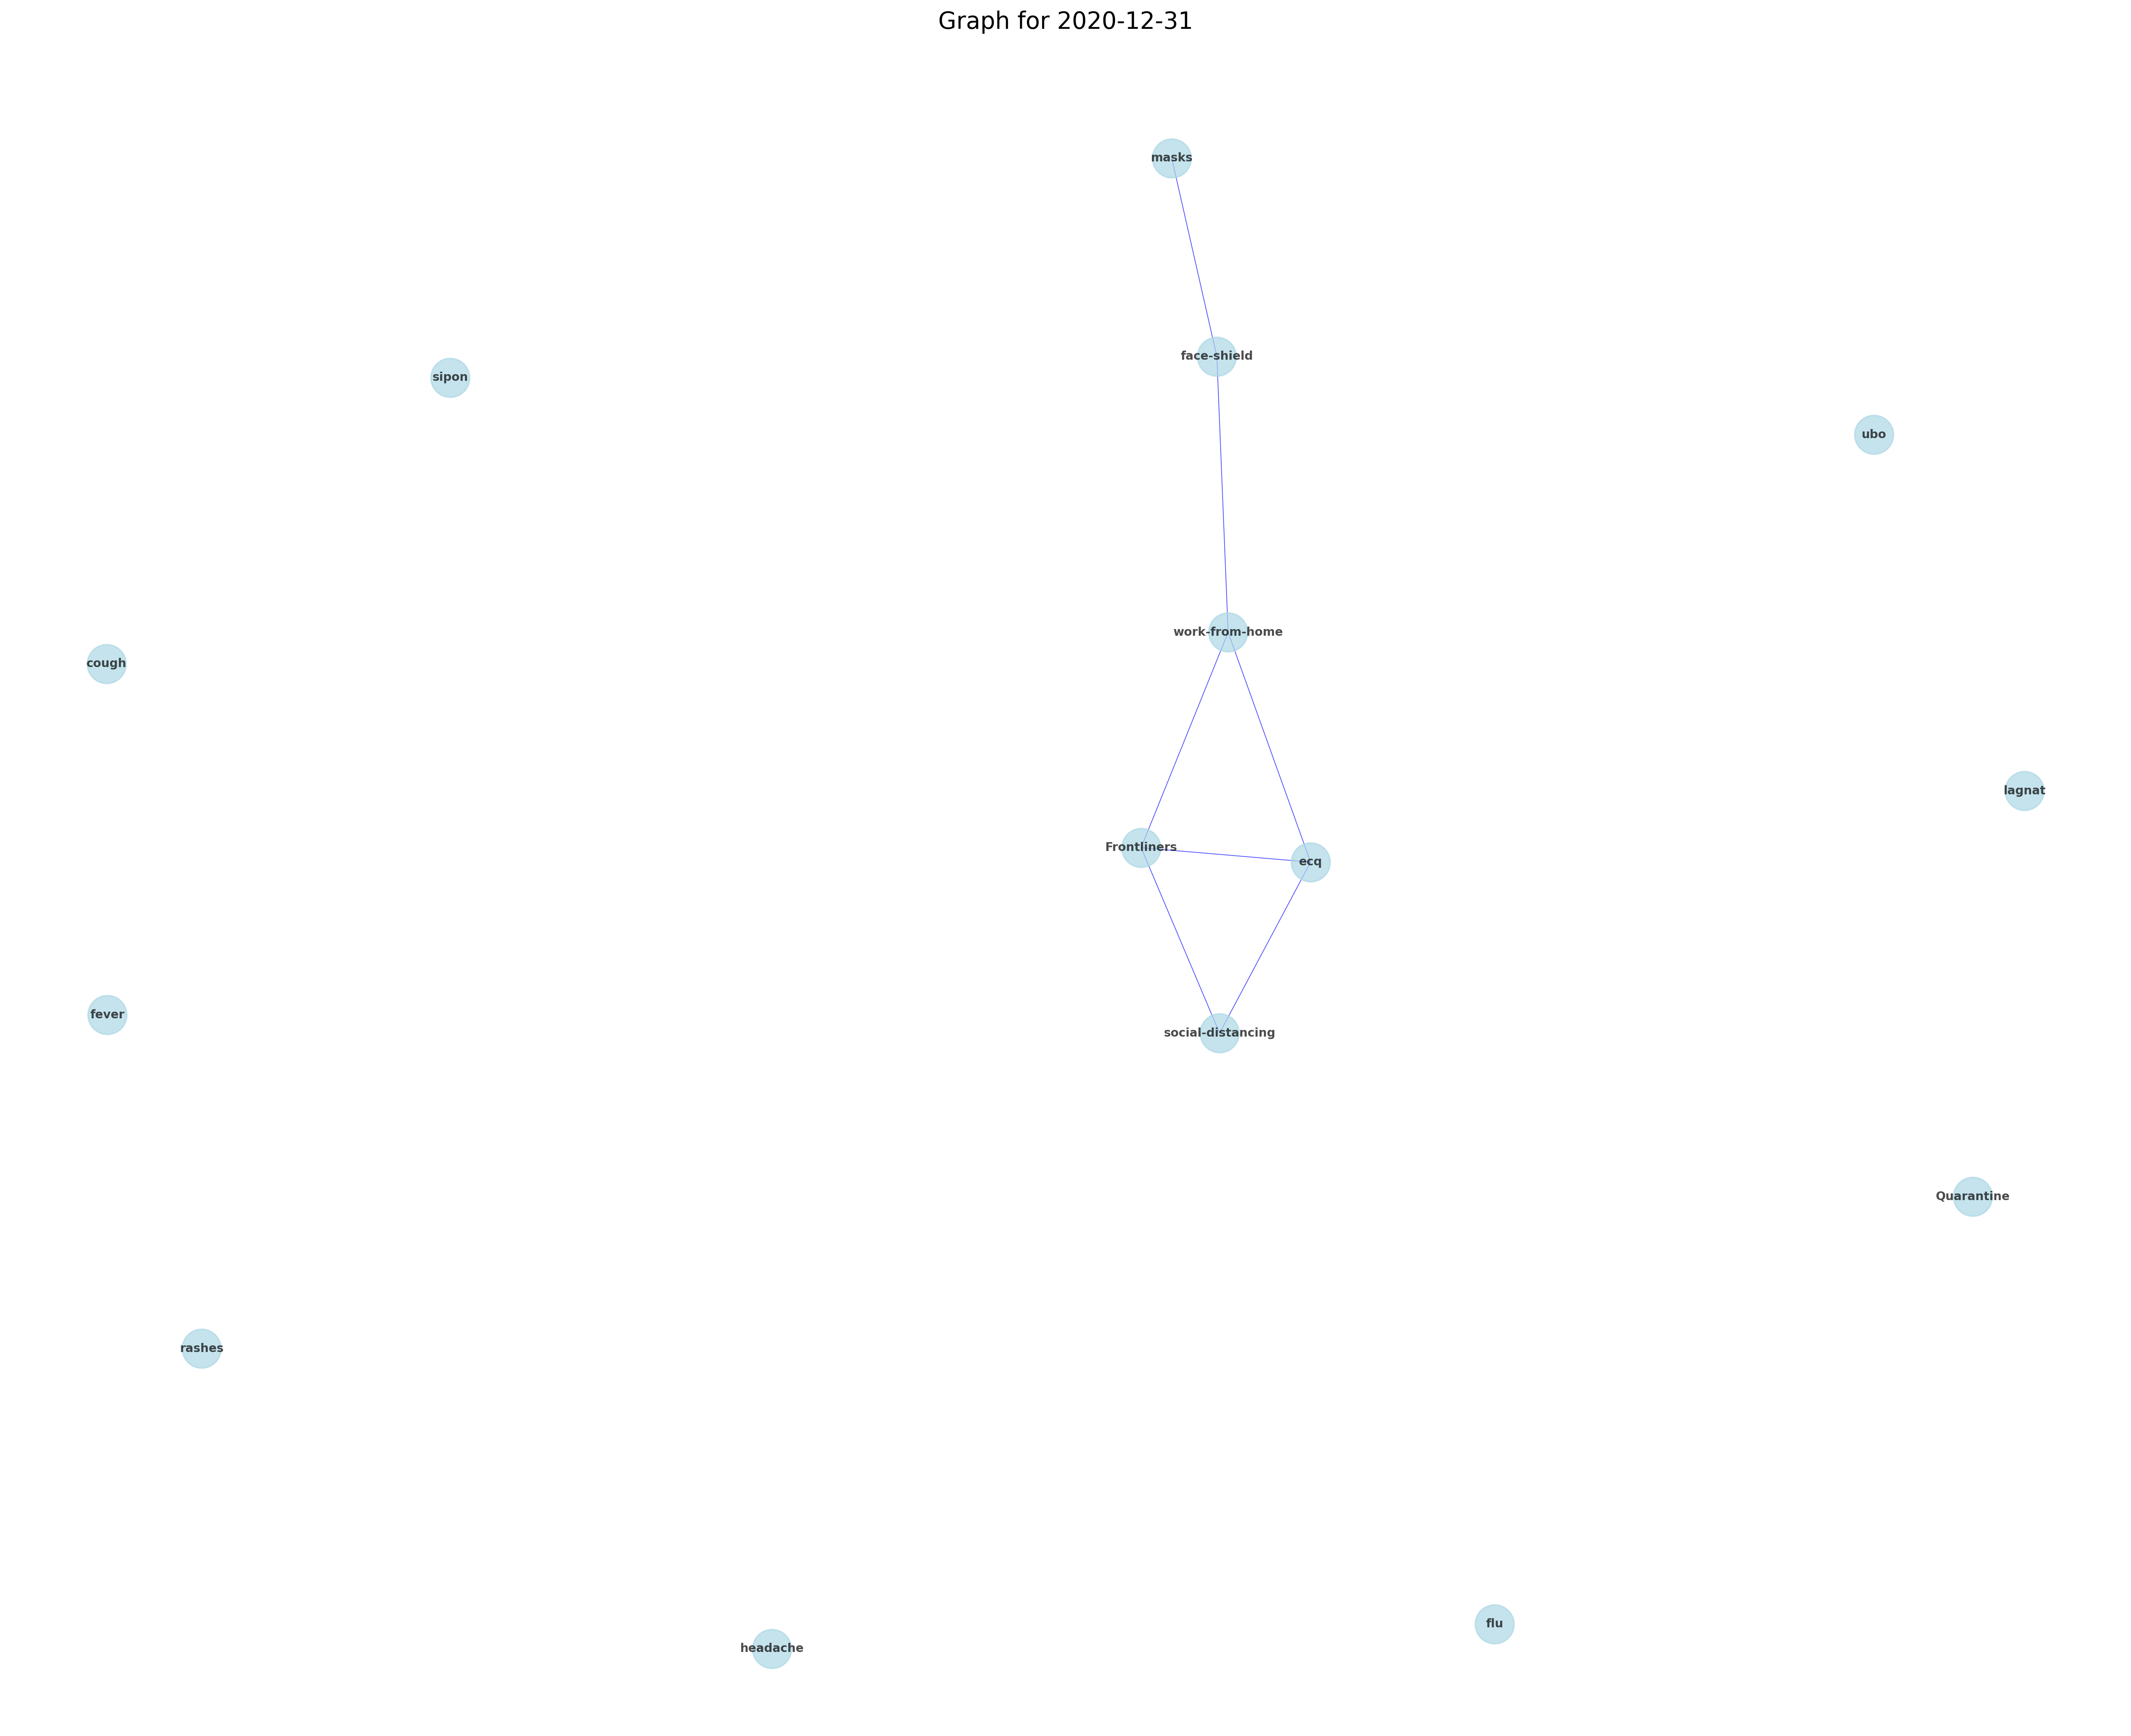 Graph for 2020-12-31
masks
face-shield
sipon
ubo
work-from-home
cough
lagnat
Frontliners
ecq
fever
social-distancing
Quarantine
rashes
flu
headache